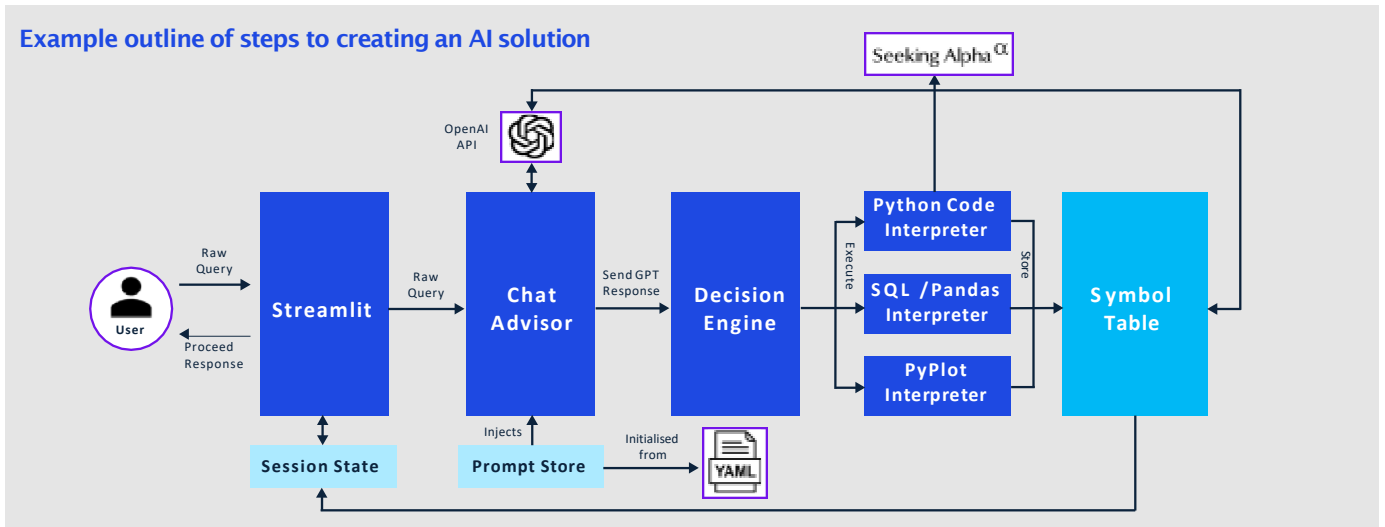 Example outline of steps to creating an AI solution
Seeking Alpha α
OpenAI
API
Raw
Query
User
Proceed
Response
Streamlit
Raw
Query
Chat
Advisor
Send GPT
Response
Decision
Engine
Execute
Python Code
Interpreter
SQL /Pandas
Interpreter
PyPlot
Interpreter
Store
Symbol
Table
Session State
Injects
Prompt Store
Initialised
from
YAML